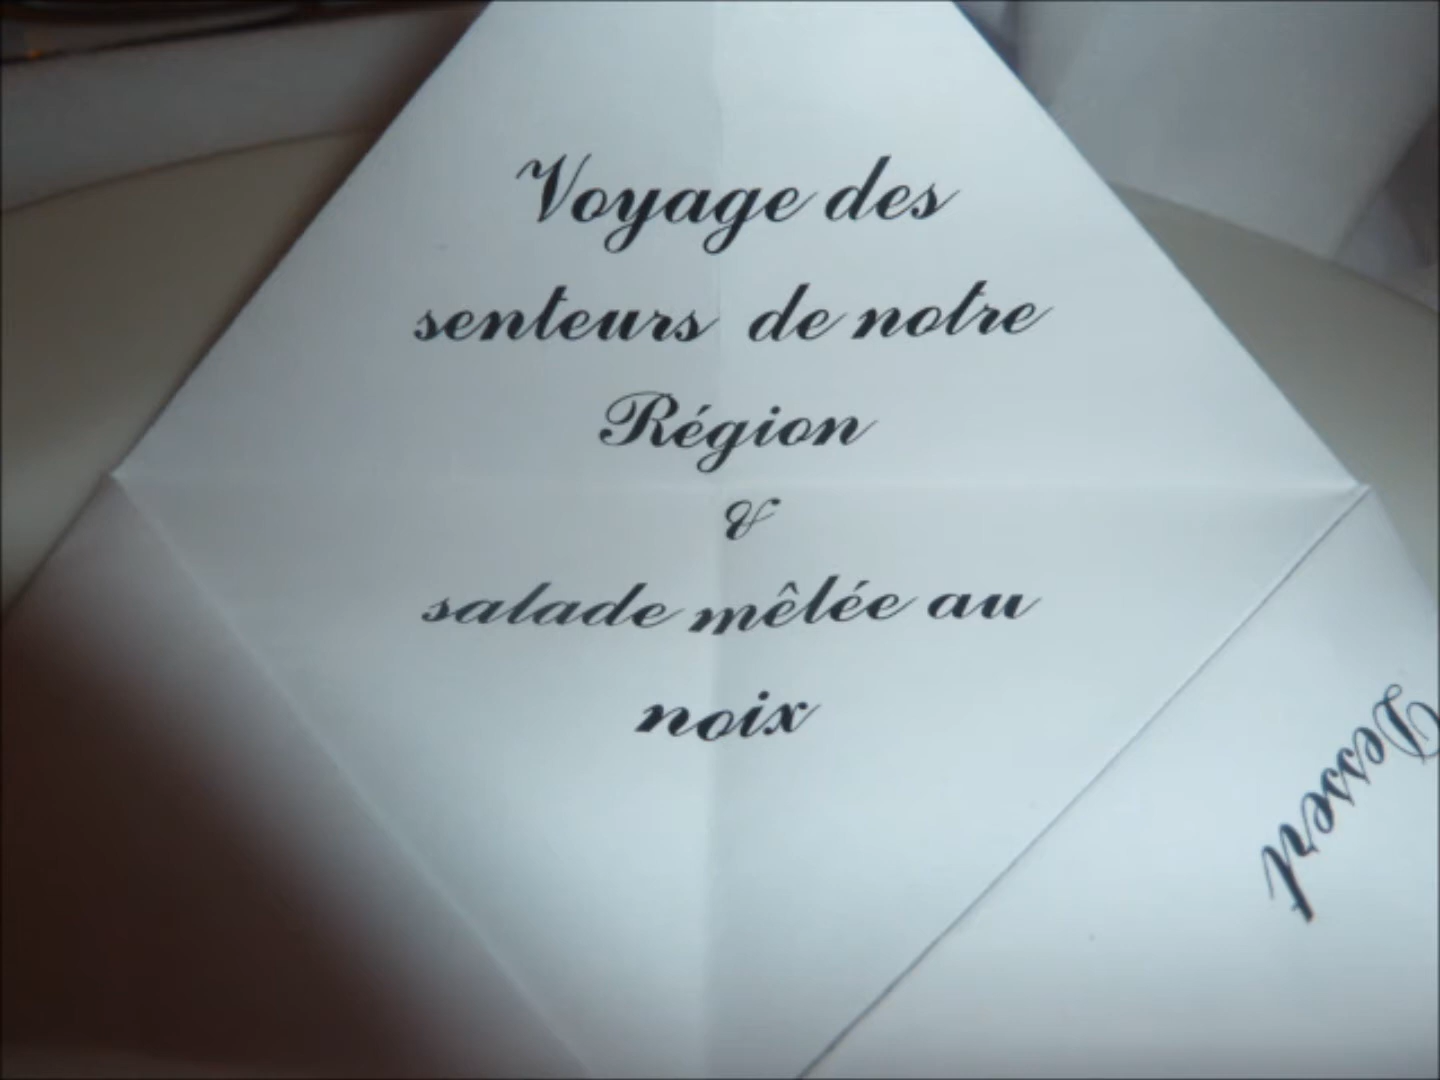 Voyage des
senteurs de notre
Région
&
salade mêlée au
noix
Dessert